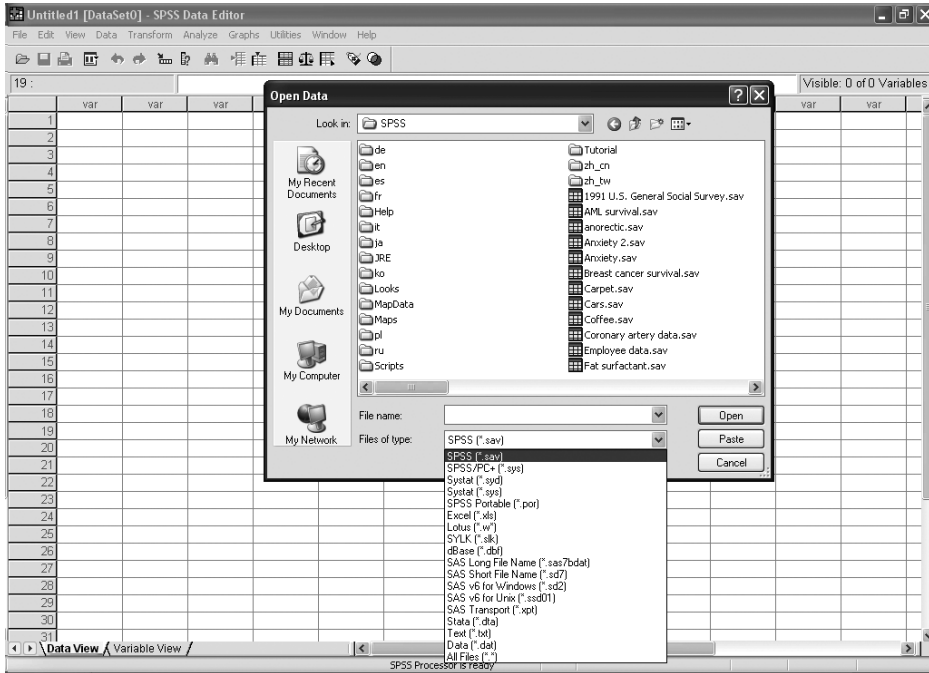 Untitled1 [DataSet0] - SPSS Data Editor
File Edit View Data Transform Analyze Graphs Utilities Window Help
19 :
Visible: 0 of 0 Variables
var var var var var
1
2
3
4
5
6
7
8
9
10
11
12
13
14
15
16
17
18
19
20
21
22
23
24
25
26
27
28
29
30
31
Open Data
Look in: SPSS
My Recent
Documents
Desktop
My Documents
My Computer
My Network
de
en
es
fr
Help
it
ja
JRE
ko
Looks
MapData
Maps
pl
ru
Scripts
Tutorial
zh_cn
zh_tw
1991 U.S. General Social Survey.sav
AML survival.sav
anorectic.sav
Anxiety 2.sav
Anxiety.sav
Breast cancer survival.sav
Carpet.sav
Cars.sav
Coffee.sav
Coronary artery data.sav
Employee data.sav
Fat surfactant.sav
File name: Open
Files of type: SPSS (*.sav) Paste
Cancel
SPSS (*.sav)
SPSS/PC+ (*.sys)
Systat (*.syd)
Systat (*.sys)
SPSS Portable (*.por)
Excel (*.xls)
Lotus (*.w*)
SYLK (*.slk)
dBase (*.dbf)
SAS Long File Name (*.sas7bdat)
SAS Short File Name (*.sd7)
SAS v6 for Windows (*.sd2)
SAS v6 for Unix (*.ssd01)
SAS Transport (*.xpt)
Stata (*.dta)
Text (*.txt)
Data (*.dat)
All Files (*.*)
Data View Variable View
SPSS Processor is ready